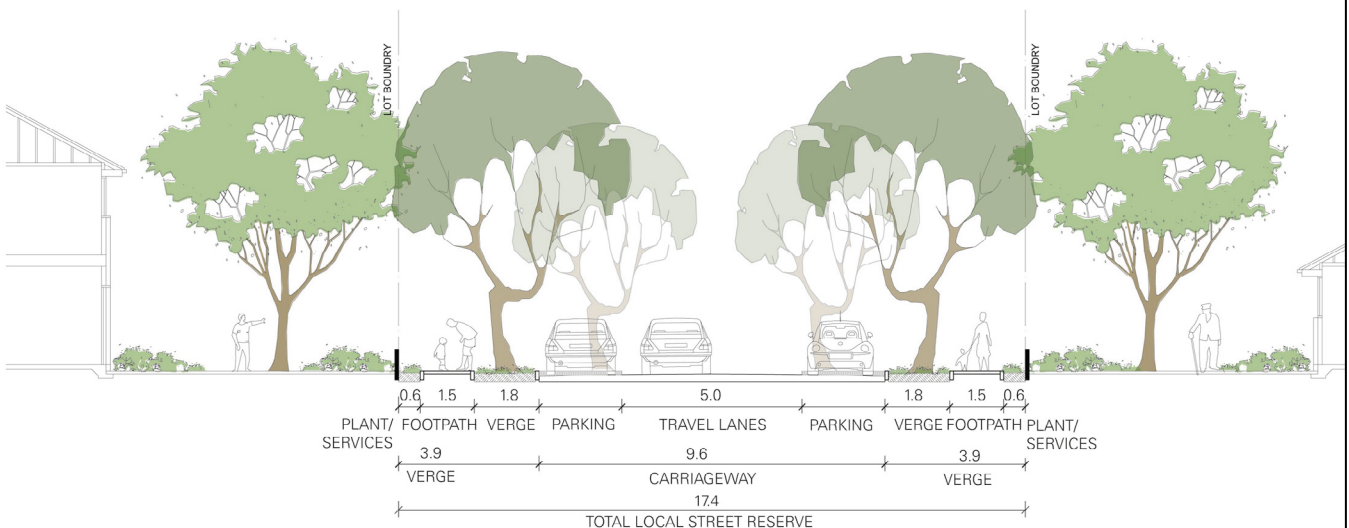 LOT BOUNDRY
LOT BOUNDRY
0.6 1.5 1.8 5.0 1.8 1.5 0.6
PLANT/ FOOTPATH VERGE PARKING TRAVEL LANES PARKING VERGE FOOTPATH PLANT/
SERVICES SERVICES
3.9 9.6 3.9
VERGE CARRIAGEWAY VERGE
17.4
TOTAL LOCAL STREET RESERVE